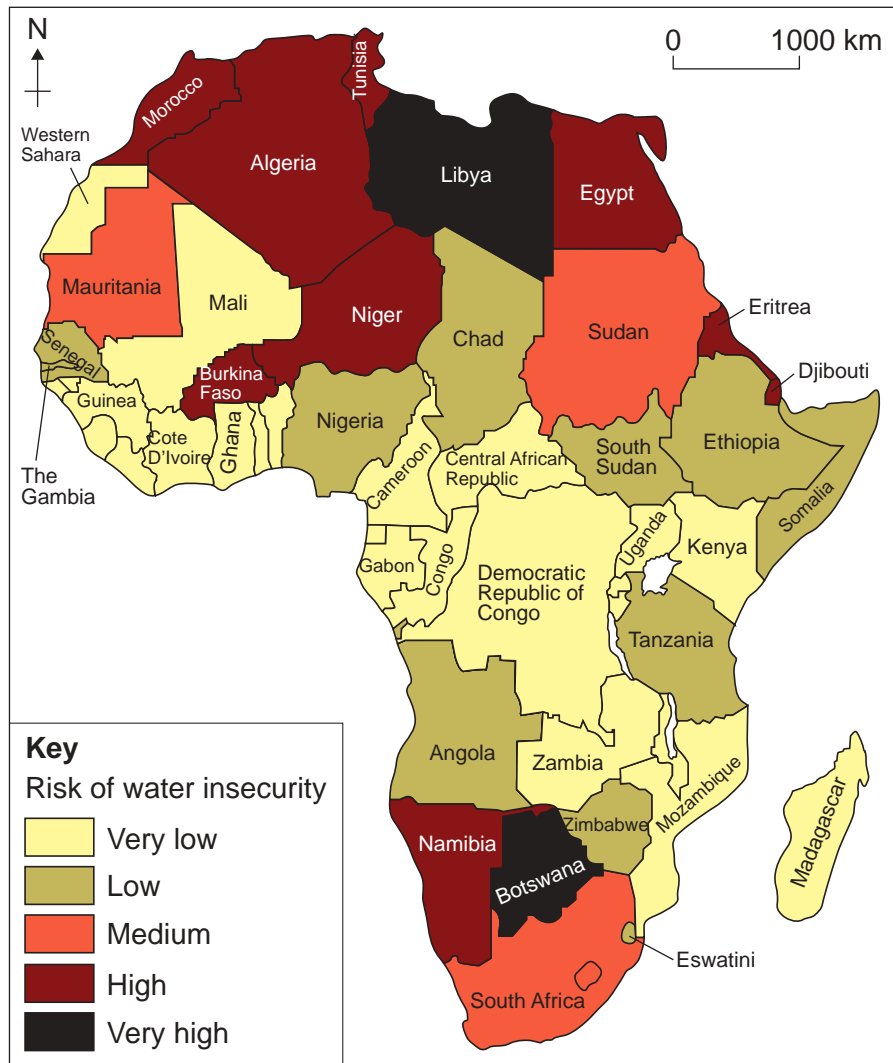 N
0 1000 km
Tunisia
Morocco
Western
Sahara
Algeria
Libya
Egypt
Mauritania
Mali
Niger
Chad
Sudan
Eritrea
Senegal
Burkina
Faso
Djibouti
Guinea
Nigeria
Ethiopia
Cote
D'Ivoire
Ghana
South
Sudan
Cameroon
Central African
Republic
The
Gambia
Somalia
Uganda
Kenya
Gabon
Congo
Democratic
Republic of
Congo
Tanzania
Angola
Zambia
Mozambique
Madagascar
Zimbabwe
Namibia
Botswana
Eswatini
South Africa
Key
Risk of water insecurity
Very low
Low
Medium
High
Very high